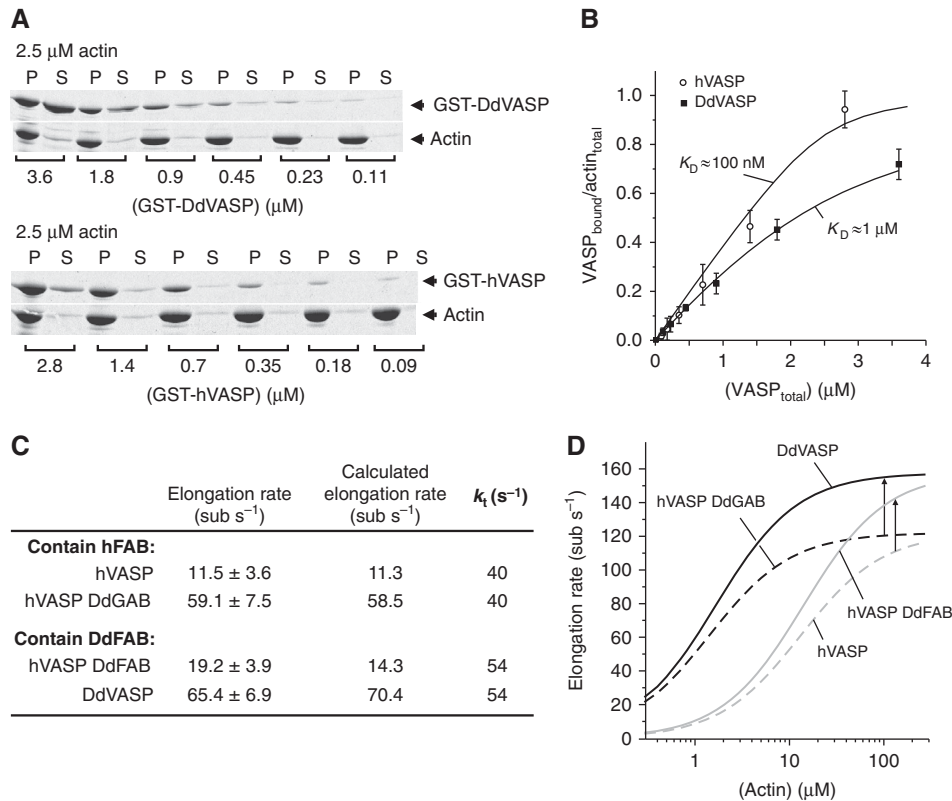 A
2.5 μM actin
P S P S P S P S P S P S
GST-DdVASP
Actin
3.6 1.8 0.9 0.45 0.23 0.11
(GST-DdVASP) (μM)
2.5 μM actin
P S P S P S P S P S P S
GST-hVASP
Actin
2.8 1.4 0.7 0.35 0.18 0.09
(GST-hVASP) (μM)
B
hVASP
DdVASP
1.0
0.8
0.6
0.4
0.2
0.0
VASPbound/actintotal
KD≈100 nM
KD≈1 μM
0 1 2 3 4
(VASPtotal) (μM)
C
Elongation rate (sub s−1) Calculated elongation rate (sub s−1) kt (s−1)
Contain hFAB:
hVASP 11.5 ± 3.6 11.3 40
hVASP DdGAB 59.1 ± 7.5 58.5 40
Contain DdFAB:
hVASP DdFAB 19.2 ± 3.9 14.3 54
DdVASP 65.4 ± 6.9 70.4 54
D
DdVASP
hVASP DdGAB
hVASP DdFAB
hVASP
160
140
120
100
80
60
40
20
0
Elongation rate (sub s−1)
1 10 100
(Actin) (μM)